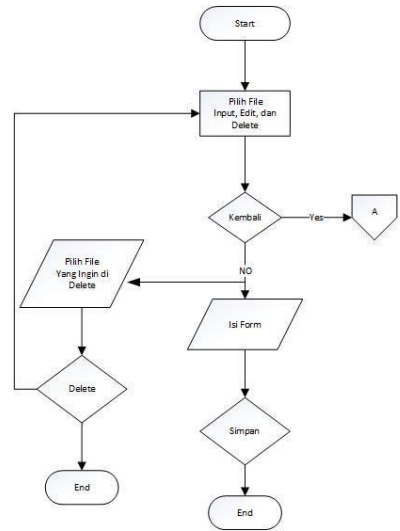 Start
Pilih File
Input, Edit, dan
Delete
Kembali
Yes
A
NO
Pilih File
Yang Ingin di
Delete
Isi Form
Delete
Simpan
End
End